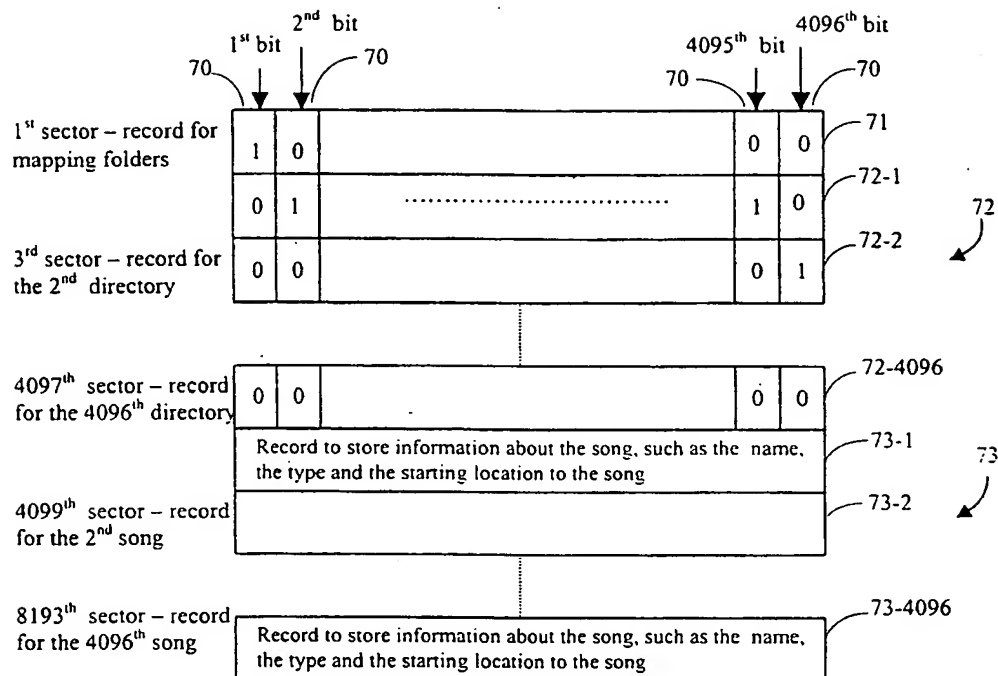 2nd bit
4096th bit
1st bit
4095th bit
70
70
70
70
1st sector – record for
mapping folders
1 0 0 0
71
0 1 1 0
72-1
72
3rd sector – record for
the 2nd directory
0 0 0 1
72-2
4097th sector – record
for the 4096th directory
0 0 0 0
72-4096
Record to store information about the song, such as the name,
the type and the starting location to the song
73-1
73
4099th sector – record
for the 2nd song
73-2
8193th sector – record
for the 4096th song
Record to store information about the song, such as the name,
the type and the starting location to the song
73-4096